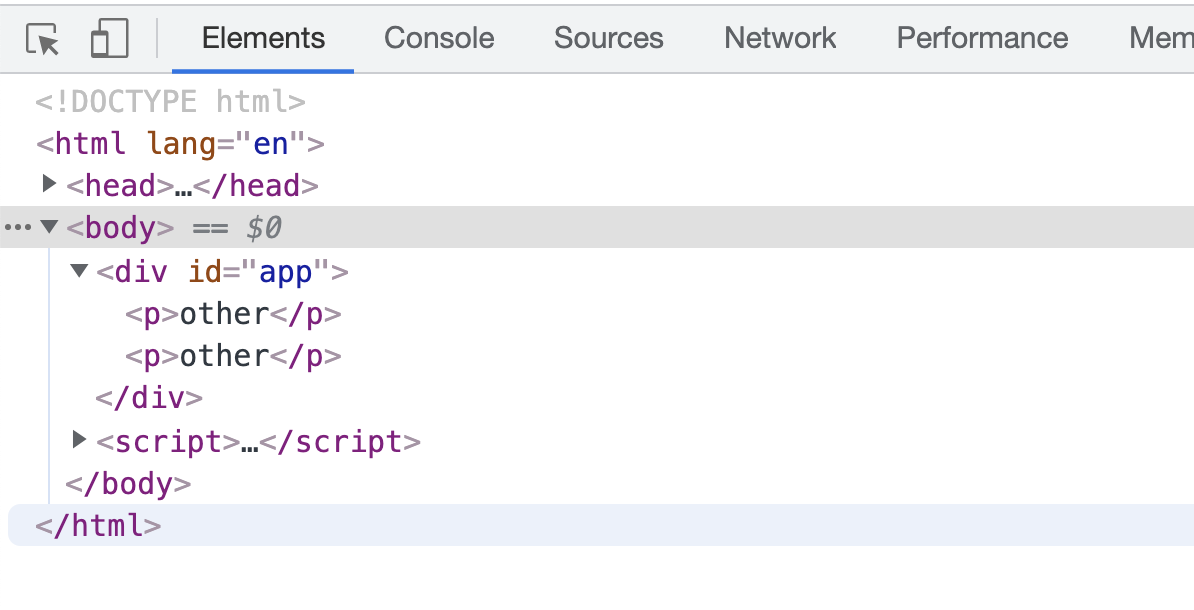 Elements Console Sources Network Performance Mem
<!DOCTYPE html>
<html lang="en">
<head>…</head>
<body> == $0
<div id="app">
<p>other</p>
<p>other</p>
</div>
<script>…</script>
</body>
</html>